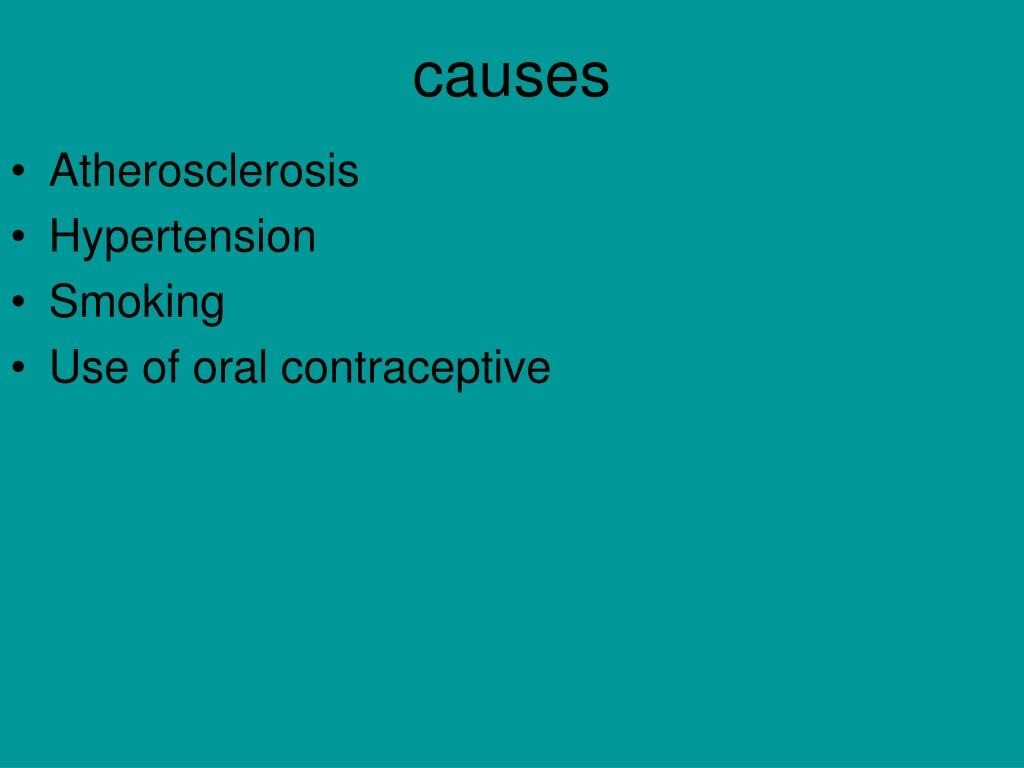 causes
• Atherosclerosis
• Hypertension
• Smoking
• Use of oral contraceptive